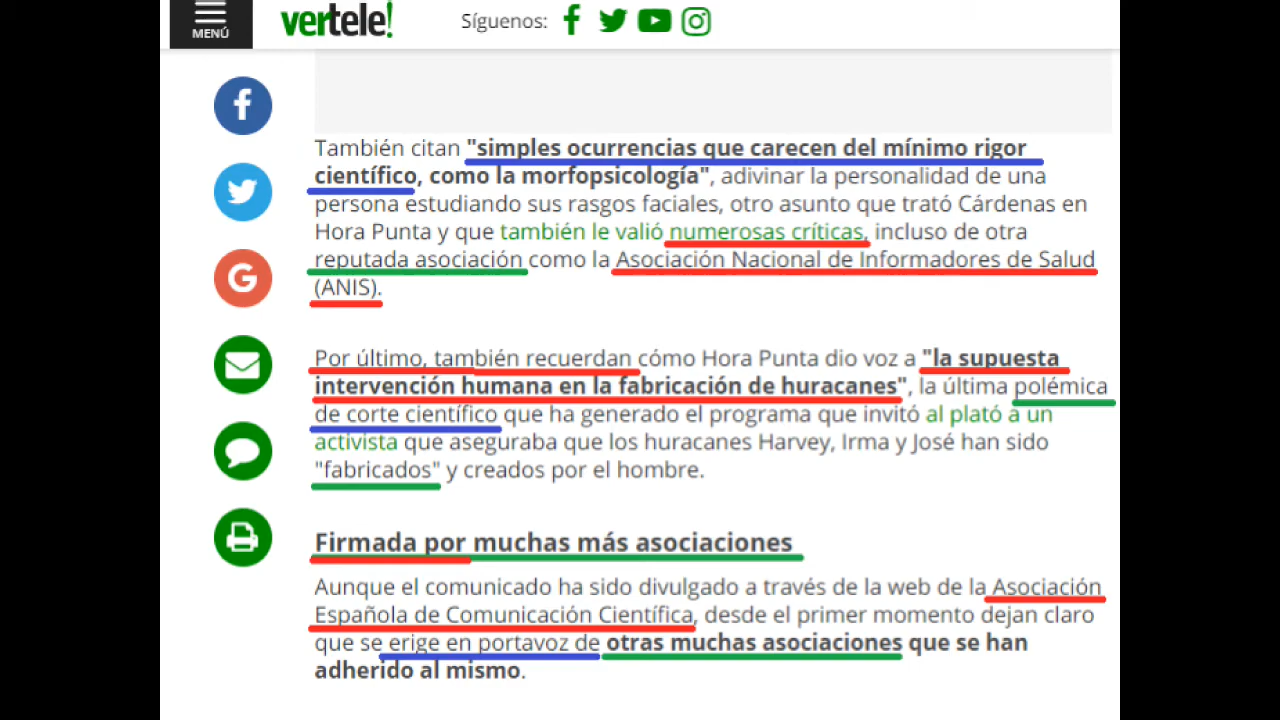 MENÚ
vertele!
Síguenos:
También citan "simples ocurrencias que carecen del mínimo rigor
científico, como la morfopsicología", adivinar la personalidad de una
persona estudiando sus rasgos faciales, otro asunto que trató Cárdenas en
Hora Punta y que también le valió numerosas críticas, incluso de otra
reputada asociación como la Asociación Nacional de Informadores de Salud
(ANIS).
Por último, también recuerdan cómo Hora Punta dio voz a "la supuesta
intervención humana en la fabricación de huracanes", la última polémica
de corte científico que ha generado el programa que invitó al plató a un
activista que aseguraba que los huracanes Harvey, Irma y José han sido
"fabricados" y creados por el hombre.
Firmada por muchas más asociaciones
Aunque el comunicado ha sido divulgado a través de la web de la Asociación
Española de Comunicación Científica, desde el primer momento dejan claro
que se erige en portavoz de otras muchas asociaciones que se han
adherido al mismo.